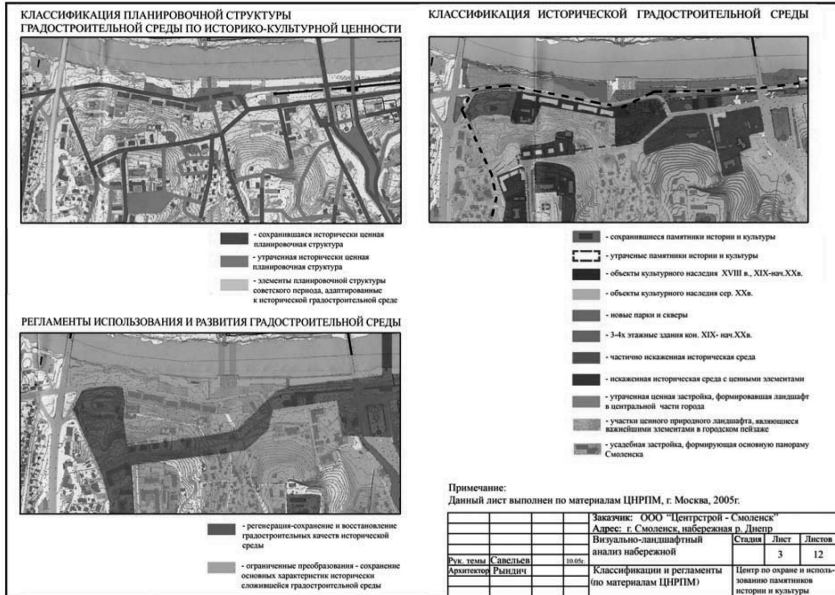 КЛАССИФИКАЦИЯ ПЛАНИРОВОЧНОЙ СТРУКТУРЫ
ГРАДОСТРОИТЕЛЬНОЙ СРЕДЫ ПО ИСТОРИКО-КУЛЬТУРНОЙ ЦЕННОСТИ
- сохранившаяся исторически ценная
планировочная структура
- утраченная исторически ценная
планировочная структура
- элементы планировочной структуры
советского периода, адаптированные
к исторической градостроительной среде
РЕГЛАМЕНТЫ ИСПОЛЬЗОВАНИЯ И РАЗВИТИЯ ГРАДОСТРОИТЕЛЬНОЙ СРЕДЫ
- регенерация-сохранение и восстановление
градостроительных качеств исторической
среды
- ограниченные преобразования - сохранение
основных характеристик исторически
сложившейся градостроительной среды
КЛАССИФИКАЦИЯ ИСТОРИЧЕСКОЙ ГРАДОСТРОИТЕЛЬНОЙ СРЕДЫ
- сохранившиеся памятники истории и культуры
- утраченые памятники истории и культуры
- объекты культурного наследия XVIII в., XIX-нач.XXв.
- объекты культурного наследия сер. XXв.
- новые парки и скверы
- 3-4х этажные здания кон. XIX- нач.XXв.
- частично искаженная историческая среда
- искаженная историческая среда с ценными элементами
- утраченная ценная застройка, формировавшая ландшафт
в центральной части города
- участки ценного природного ландшафта, являющиеся
важнейшими элементами в городском пейзаже
- усадебная застройка, формирующая основную панораму
Смоленска
Примечание:
Данный лист выполнен по материалам ЦНРПМ, г. Москва, 2005г.
Заказчик: ООО "Центрстрой - Смоленск"
Адрес: г. Смоленск, набережная р. Днепр
Визуально-ландшафтный
анализ набережной
Стадия Лист Листов
3 12
Рук. темы Савельев 10.05г.
Архитектор Рындич
Классификации и регламенты
(по материалам ЦНРПМ)
Центр по охране и исполь-
зованию памятников
истории и культуры